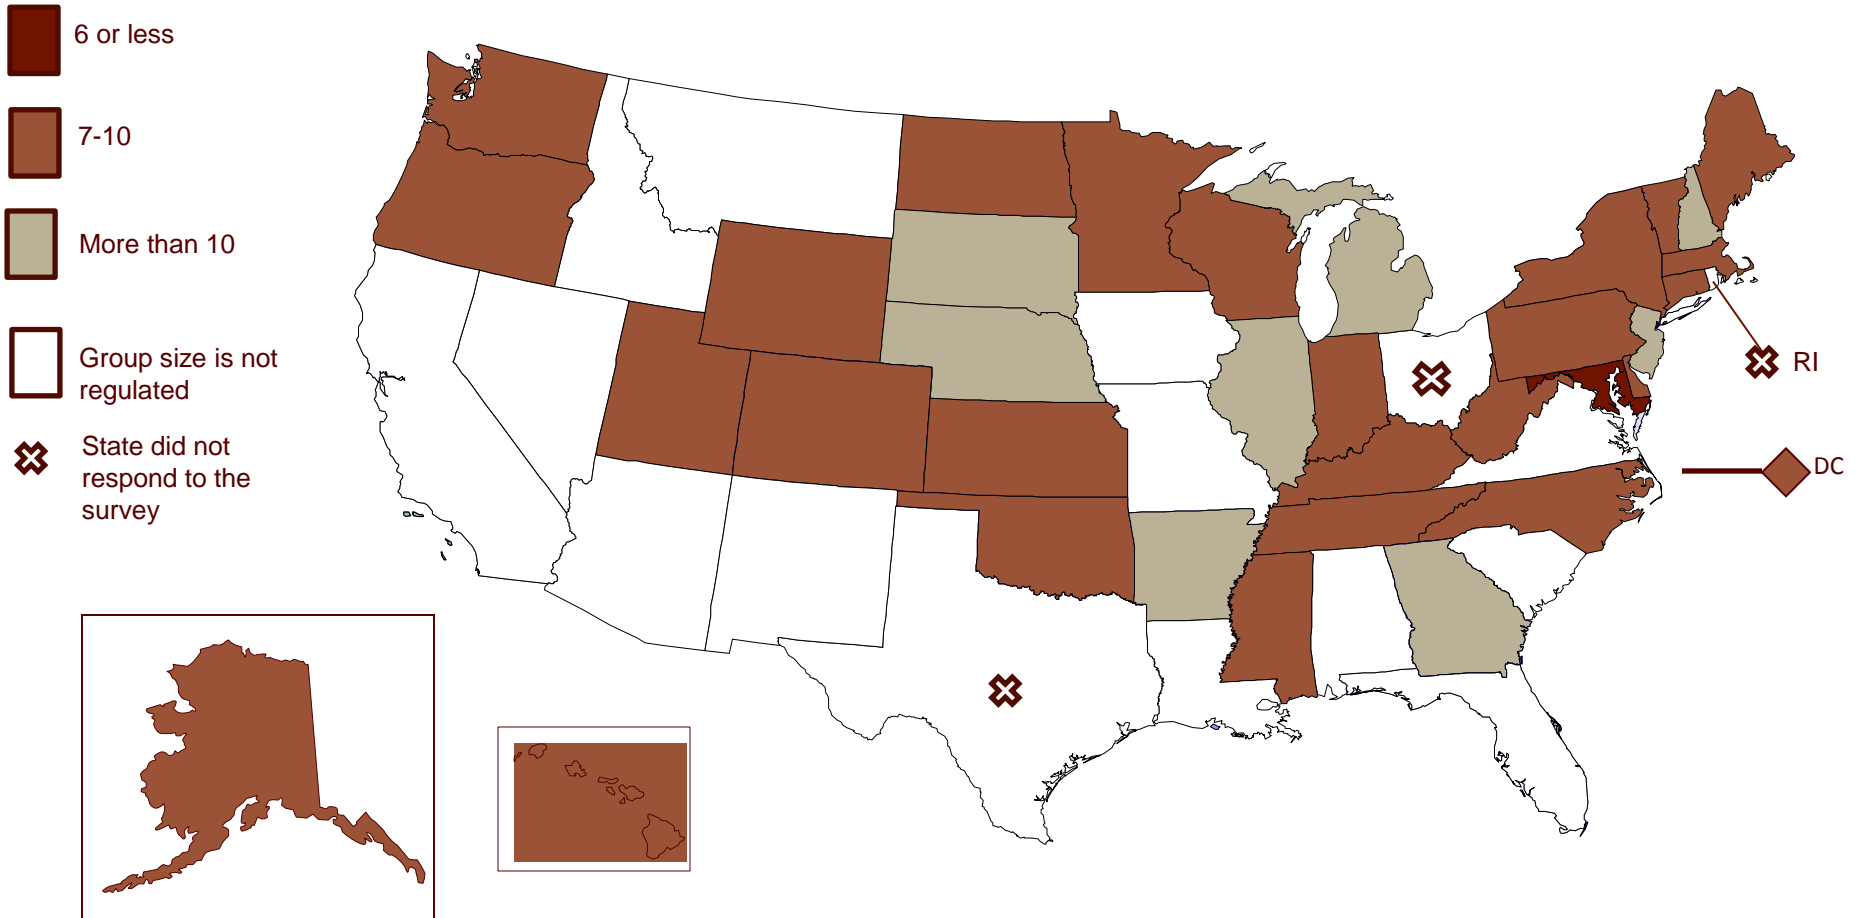 6 or less
7-10
More than 10
Group size is not
regulated
State did not
respond to the
survey
RI
DC